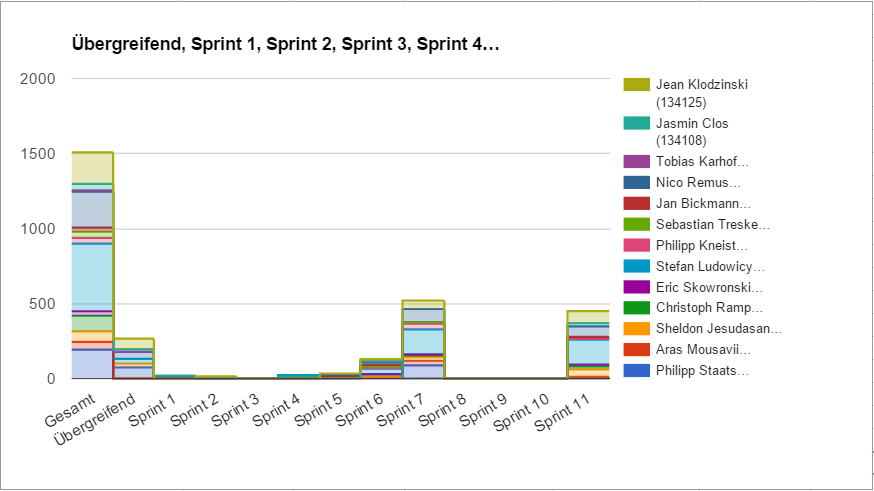 Übergreifend, Sprint 1, Sprint 2, Sprint 3, Sprint 4…
2000
1500
1000
500
0
Gesamt
Übergreifend
Sprint 1
Sprint 2
Sprint 3
Sprint 4
Sprint 5
Sprint 6
Sprint 7
Sprint 8
Sprint 9
Sprint 10
Sprint 11
Jean Klodzinski
(134125)
Jasmin Clos
(134108)
Tobias Karhof…
Nico Remus…
Jan Bickmann…
Sebastian Treske…
Philipp Kneist…
Stefan Ludowicy…
Eric Skowronski…
Christoph Ramp…
Sheldon Jesudasan…
Aras Mousavii…
Philipp Staats…